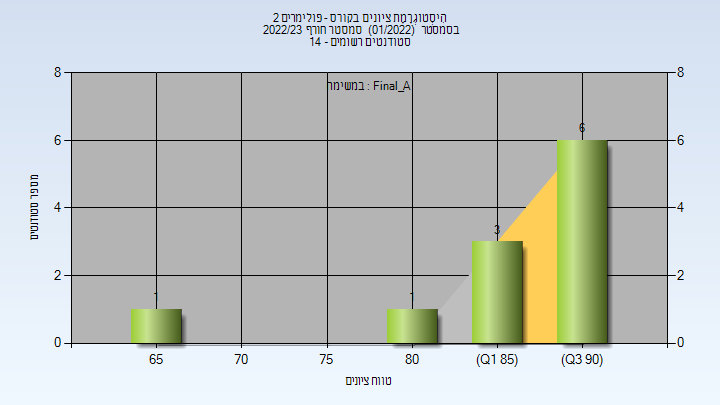 היסטוגרמת ציונים בקורס - פולימרים 2
בסמסטר (01/2022) סמסטר חורף 2022/23
סטודנטים רשומים - 14
במשימה : Final_A
8 8
6 6
4 4
2 2
0 0
1 1 3 6
65 70 75 80 (Q1 85) (Q3 90)
מספר סטודנטים
טווח ציונים